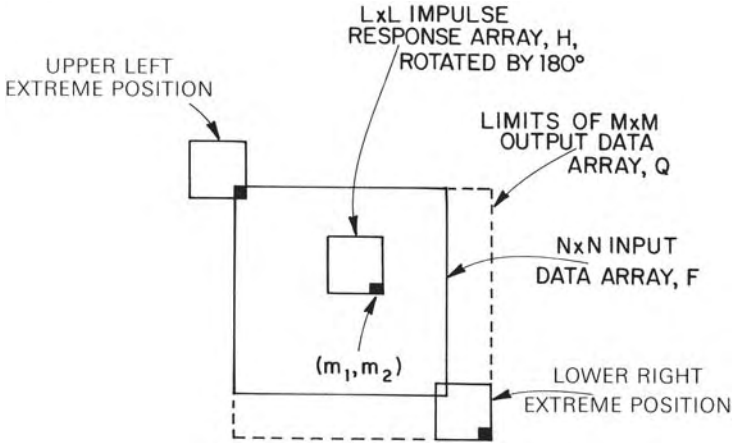 LxL IMPULSE
RESPONSE ARRAY, H,
ROTATED BY 180°
UPPER LEFT
EXTREME POSITION
LIMITS OF MxM
OUTPUT DATA
ARRAY, Q
NxN INPUT
DATA ARRAY, F
(m₁,m₂)
LOWER RIGHT
EXTREME POSITION